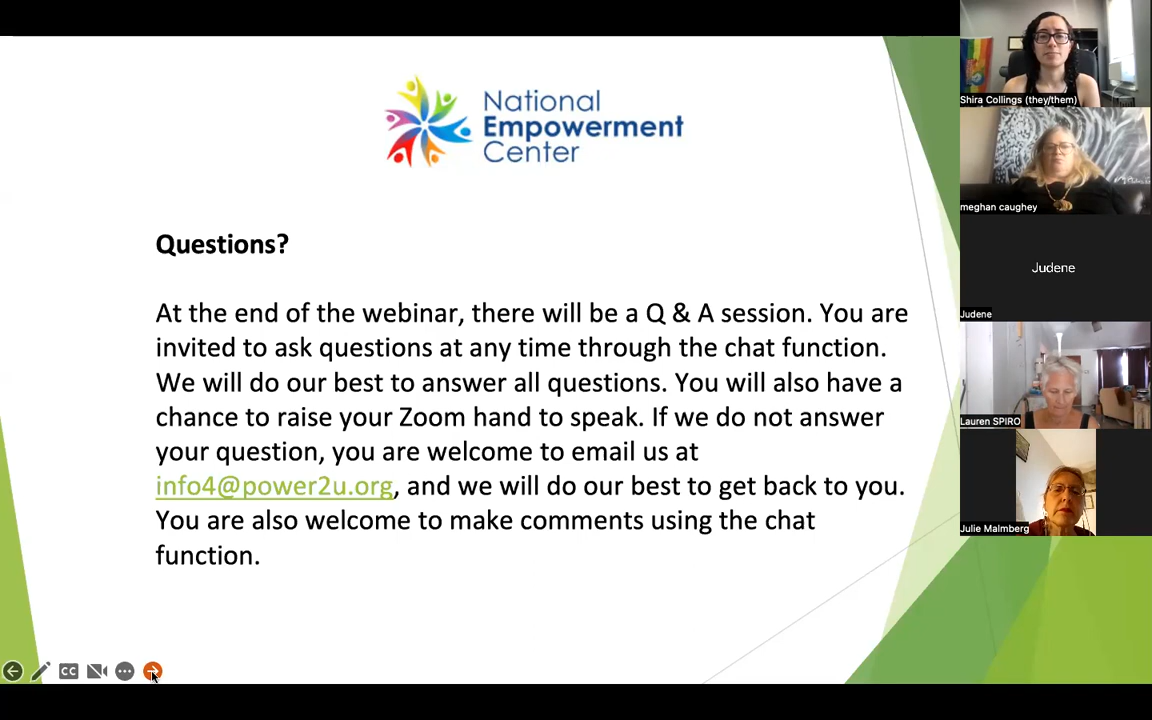 National
Empowerment
Center
Questions?
At the end of the webinar, there will be a Q & A session. You are
invited to ask questions at any time through the chat function.
We will do our best to answer all questions. You will also have a
chance to raise your Zoom hand to speak. If we do not answer
your question, you are welcome to email us at
info4@power2u.org, and we will do our best to get back to you.
You are also welcome to make comments using the chat
function.
CC
Shira Collings (they/them)
meghan caughey
Judene
Judene
Lauren SPIRO
Julie Malmberg